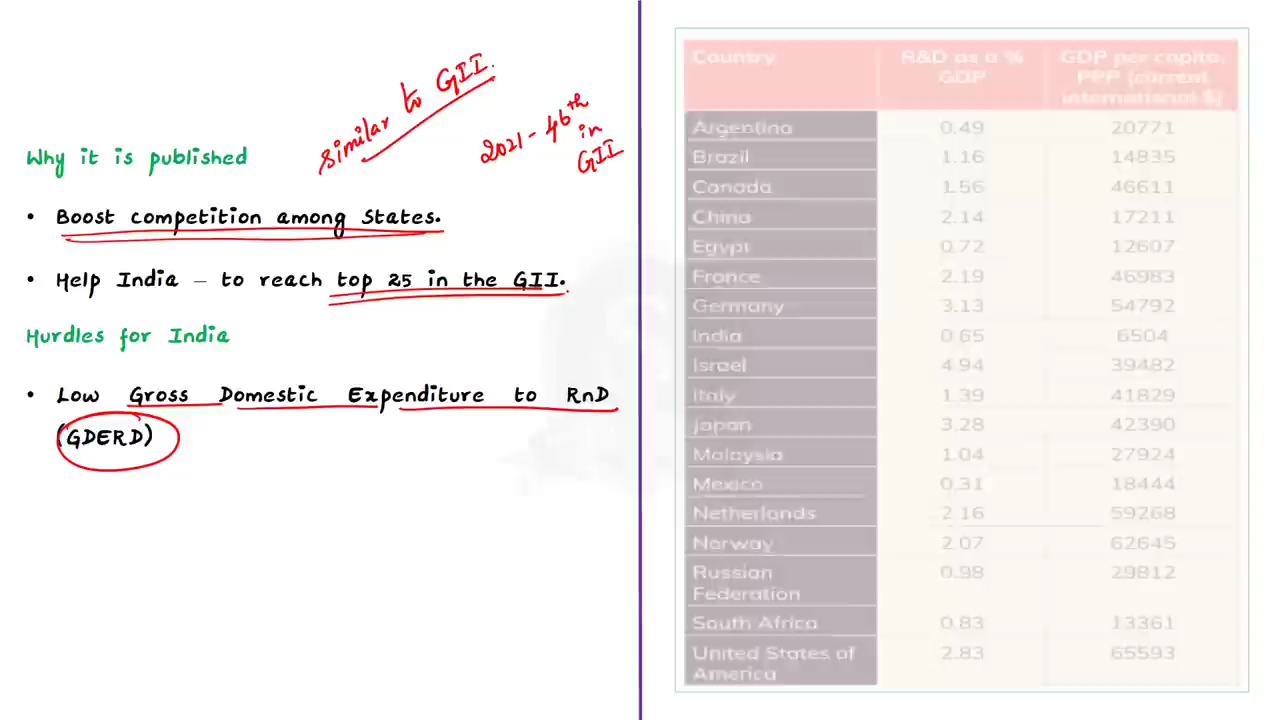 Similar to GII.
2021 - 46th
in
GII
Why it is published
• Boost competition among States.
• Help India – to reach top 25 in the GII.
Hurdles for India
• Low Gross Domestic Expenditure to RnD
(GDERD)
Country R&D as a % GDP GDP per capita, PPP (current international $)
Argentina 0.49 20771
Brazil 1.16 14835
Canada 1.56 46611
China 2.14 17211
Egypt 0.72 12607
France 2.19 46983
Germany 3.13 54792
India 0.65 6504
Israel 4.94 39482
Italy 1.39 41829
Japan 3.28 42390
Malaysia 1.04 27924
Mexico 0.31 18444
Netherlands 2.16 59268
Norway 2.07 62645
Russian Federation 0.98 29812
South Africa 0.83 13361
United States of America 2.83 65593